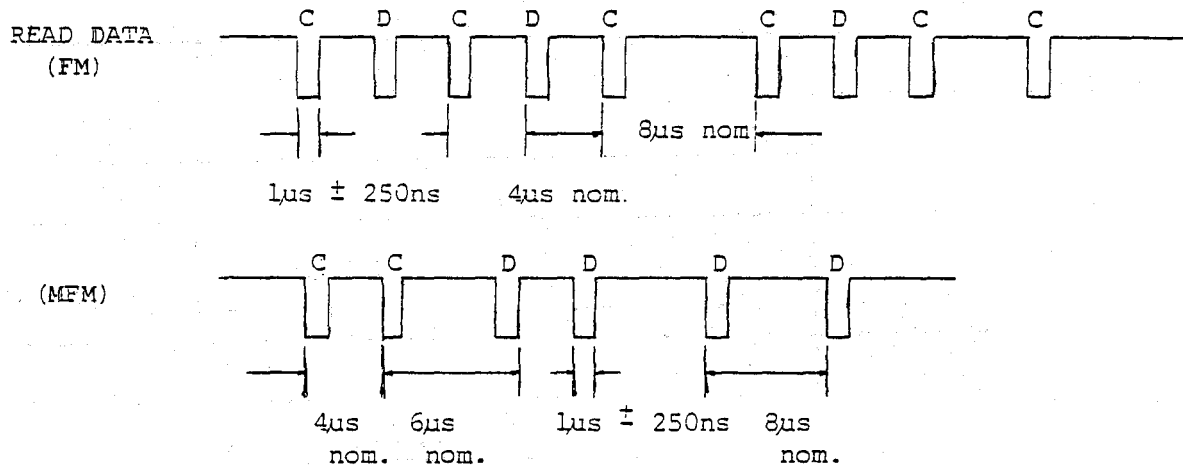 C D C D C C D C C
READ DATA
(FM)
8µs nom
1µs ± 250ns 4µs nom.
C C D D D D
(MFM)
4µs 6µs 1µs ± 250ns 8µs
nom. nom. nom.